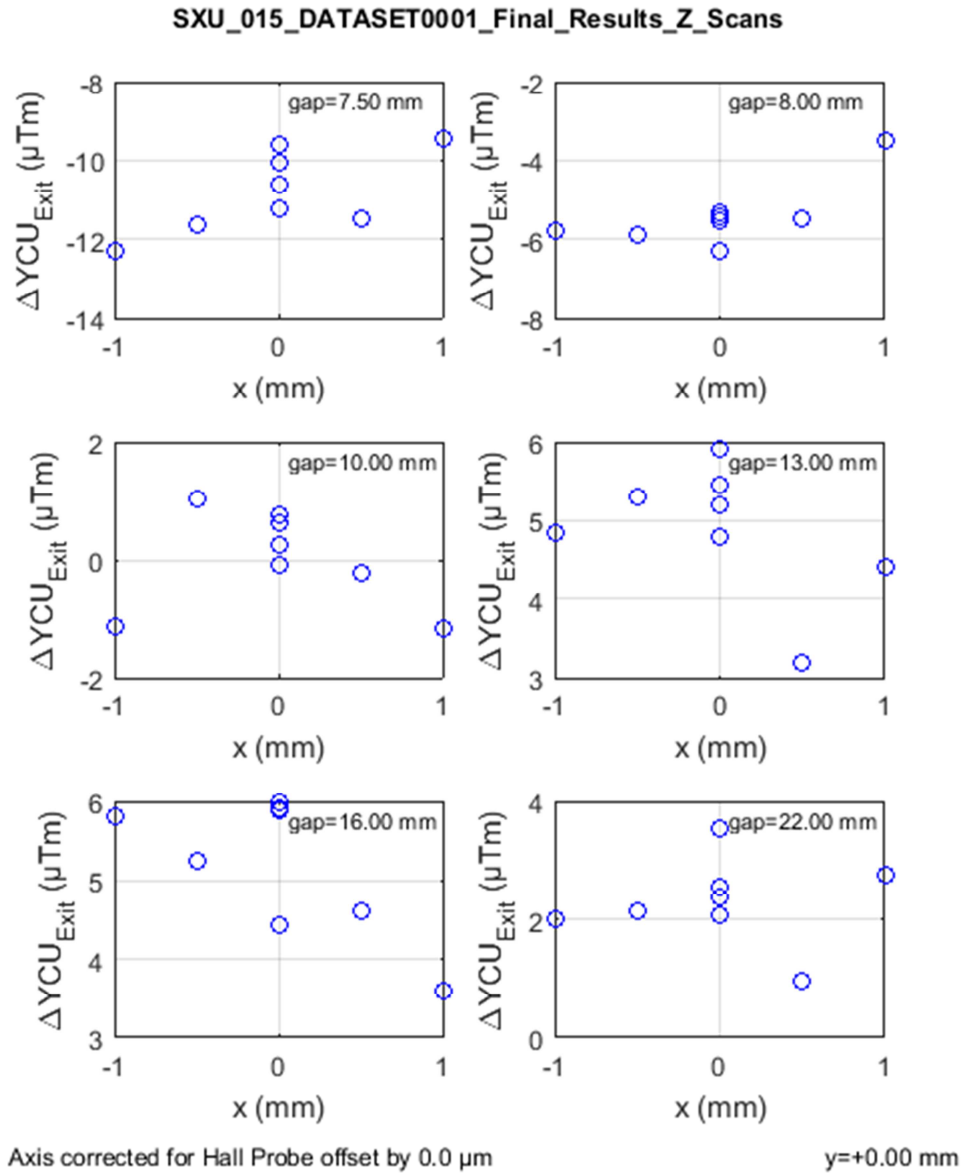 SXU_015_DATASET0001_Final_Results_Z_Scans
gap=7.50 mm
-8
-10
-12
-14
ΔYCU_Exit (μTm)
-1 0 1
x (mm)
gap=8.00 mm
-2
-4
-6
-8
ΔYCU_Exit (μTm)
-1 0 1
x (mm)
gap=10.00 mm
2
0
-2
ΔYCU_Exit (μTm)
-1 0 1
x (mm)
gap=13.00 mm
6
5
4
3
ΔYCU_Exit (μTm)
-1 0 1
x (mm)
gap=16.00 mm
6
5
4
3
ΔYCU_Exit (μTm)
-1 0 1
x (mm)
gap=22.00 mm
4
2
0
ΔYCU_Exit (μTm)
-1 0 1
x (mm)
Axis corrected for Hall Probe offset by 0.0 μm
y=+0.00 mm